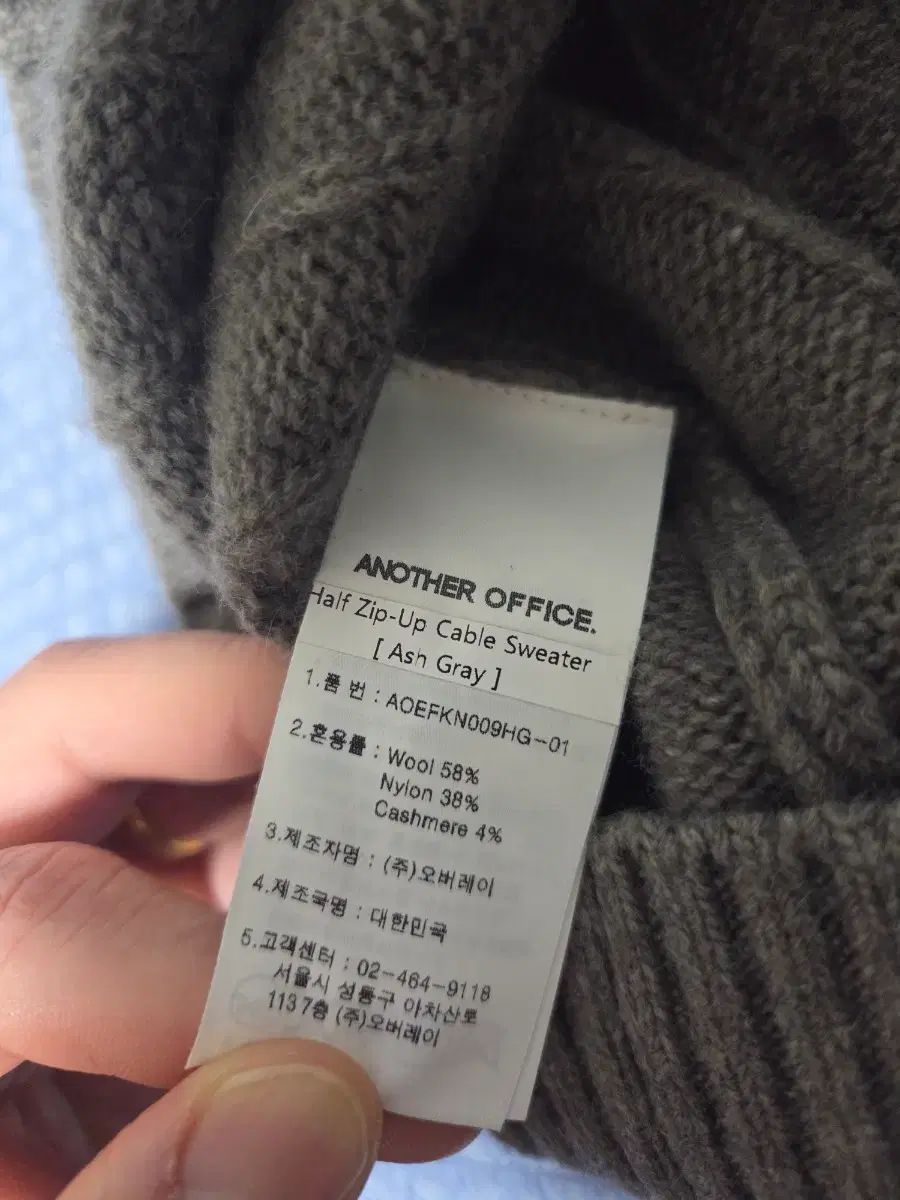 ANOTHER OFFICE.
Half Zip-Up Cable Sweater
[ Ash Gray ]
1.품 번 : AOEFKN009HG-01
2.혼용률 : Wool 58%
Nylon 38%
Cashmere 4%
3.제조자명 : (주)오버레이
4.제조국명 : 대한민국
5.고객센터 : 02-464-9118
서울시 성동구 아차산로
113 7층 (주)오버레이